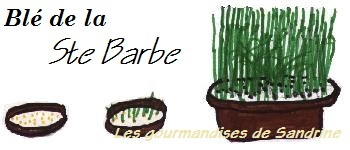 Blé de la
Ste Barbe
Les gourmandises de Sandrine